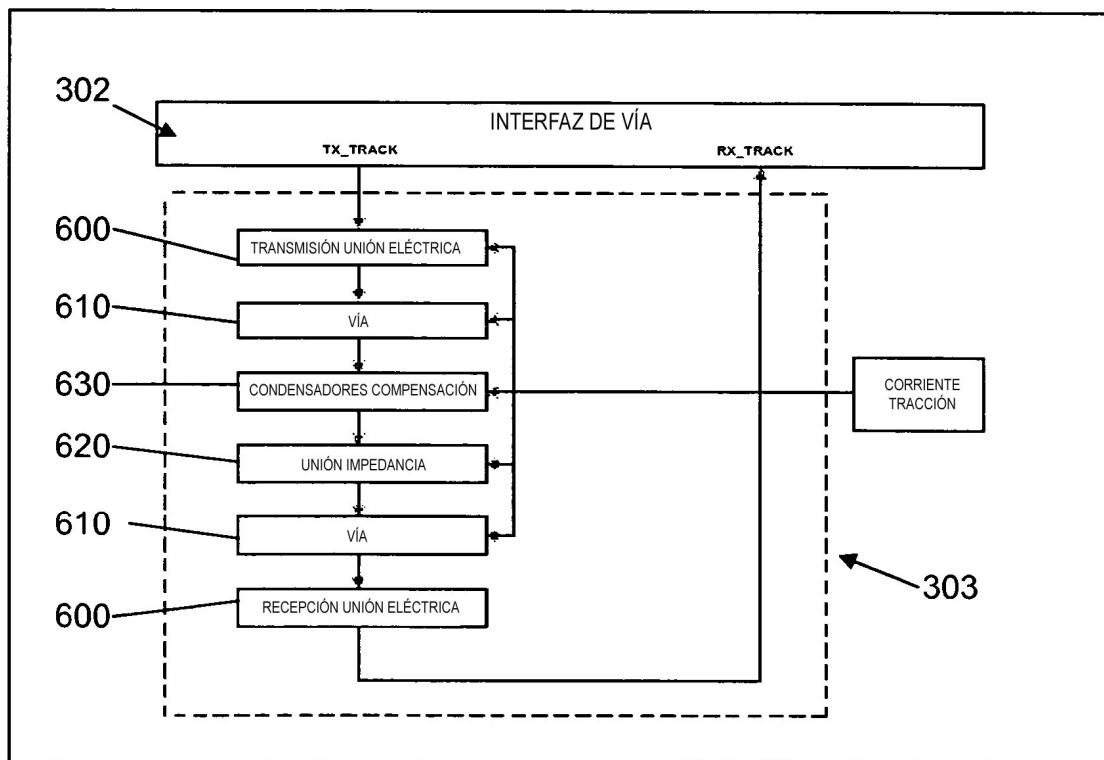 302
INTERFAZ DE VÍA
TX_TRACK
RX_TRACK
600
TRANSMISIÓN UNIÓN ELÉCTRICA
610
VÍA
630
CONDENSADORES COMPENSACIÓN
CORRIENTE
TRACCIÓN
620
UNIÓN IMPEDANCIA
610
VÍA
303
600
RECEPCIÓN UNIÓN ELÉCTRICA